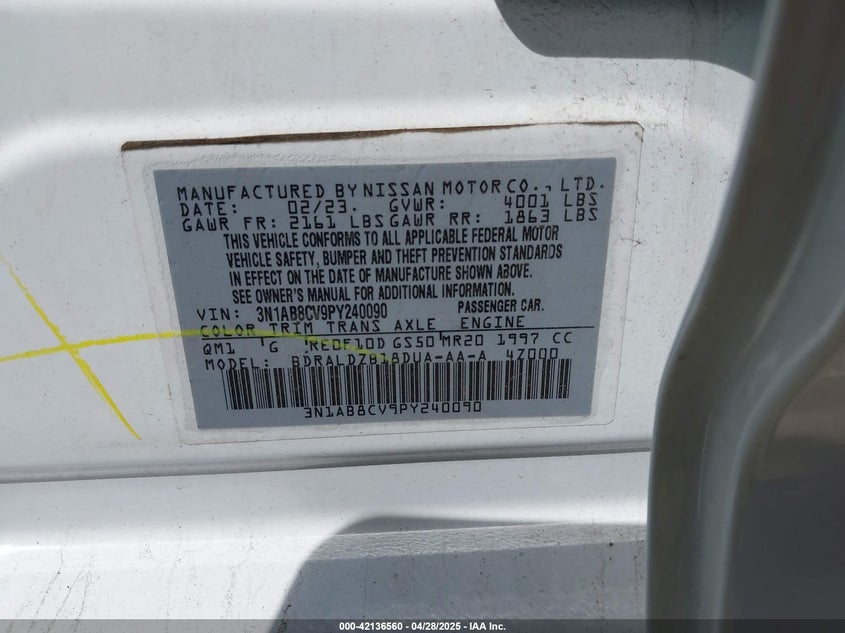 MANUFACTURED BY NISSAN MOTOR CO., LTD.
DATE: 02/23. GVWR: 4001 LBS
GAWR FR: 2161 LBS GAWR RR: 1863 LBS
THIS VEHICLE CONFORMS TO ALL APPLICABLE FEDERAL MOTOR
VEHICLE SAFETY, BUMPER AND THEFT PREVENTION STANDARDS
IN EFFECT ON THE DATE OF MANUFACTURE SHOWN ABOVE.
SEE OWNER'S MANUAL FOR ADDITIONAL INFORMATION.
VIN: 3N1AB8CV9PY240090 PASSENGER CAR.
COLOR TRIM TRANS AXLE ENGINE
QM1 G RE0F10D GS50 MR20 1997 CC
MODEL: BDRALDZB18DUA-AA-A 4Z000
3N1AB8CV9PY240090
000-42136560 - 04/28/2025 - IAA Inc.